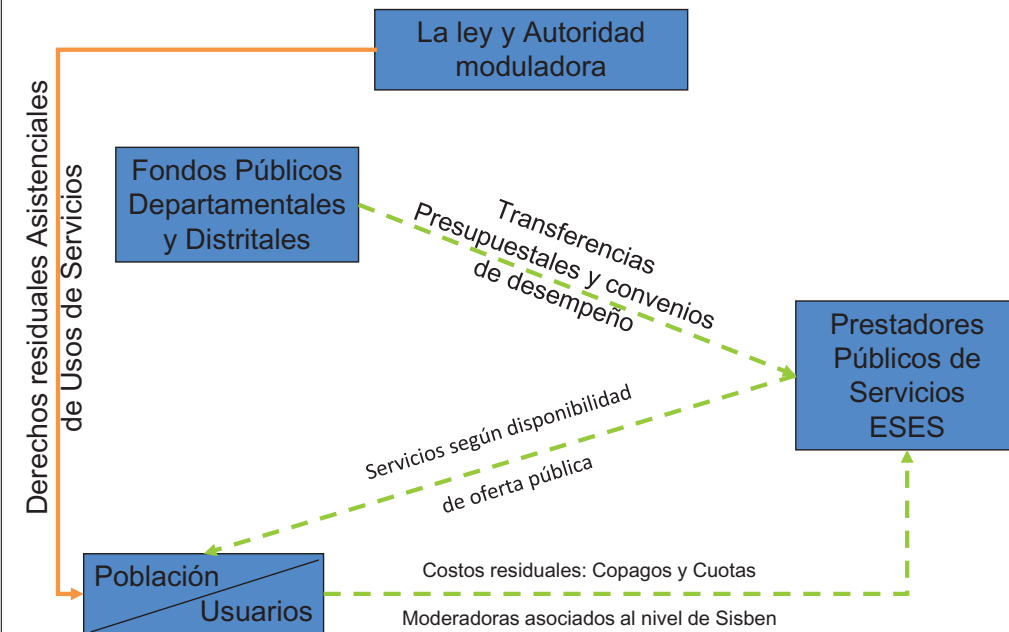 La ley y Autoridad
moduladora
Derechos residuales Asistenciales
de Usos de Servicios
Fondos Públicos
Departamentales
y Distritales
Transferencias
Presupuestales y convenios
de desempeño
Prestadores
Públicos de
Servicios
ESES
Servicios según disponibilidad
de oferta pública
Población
Usuarios
Costos residuales: Copagos y Cuotas
Moderadoras asociados al nivel de Sisben